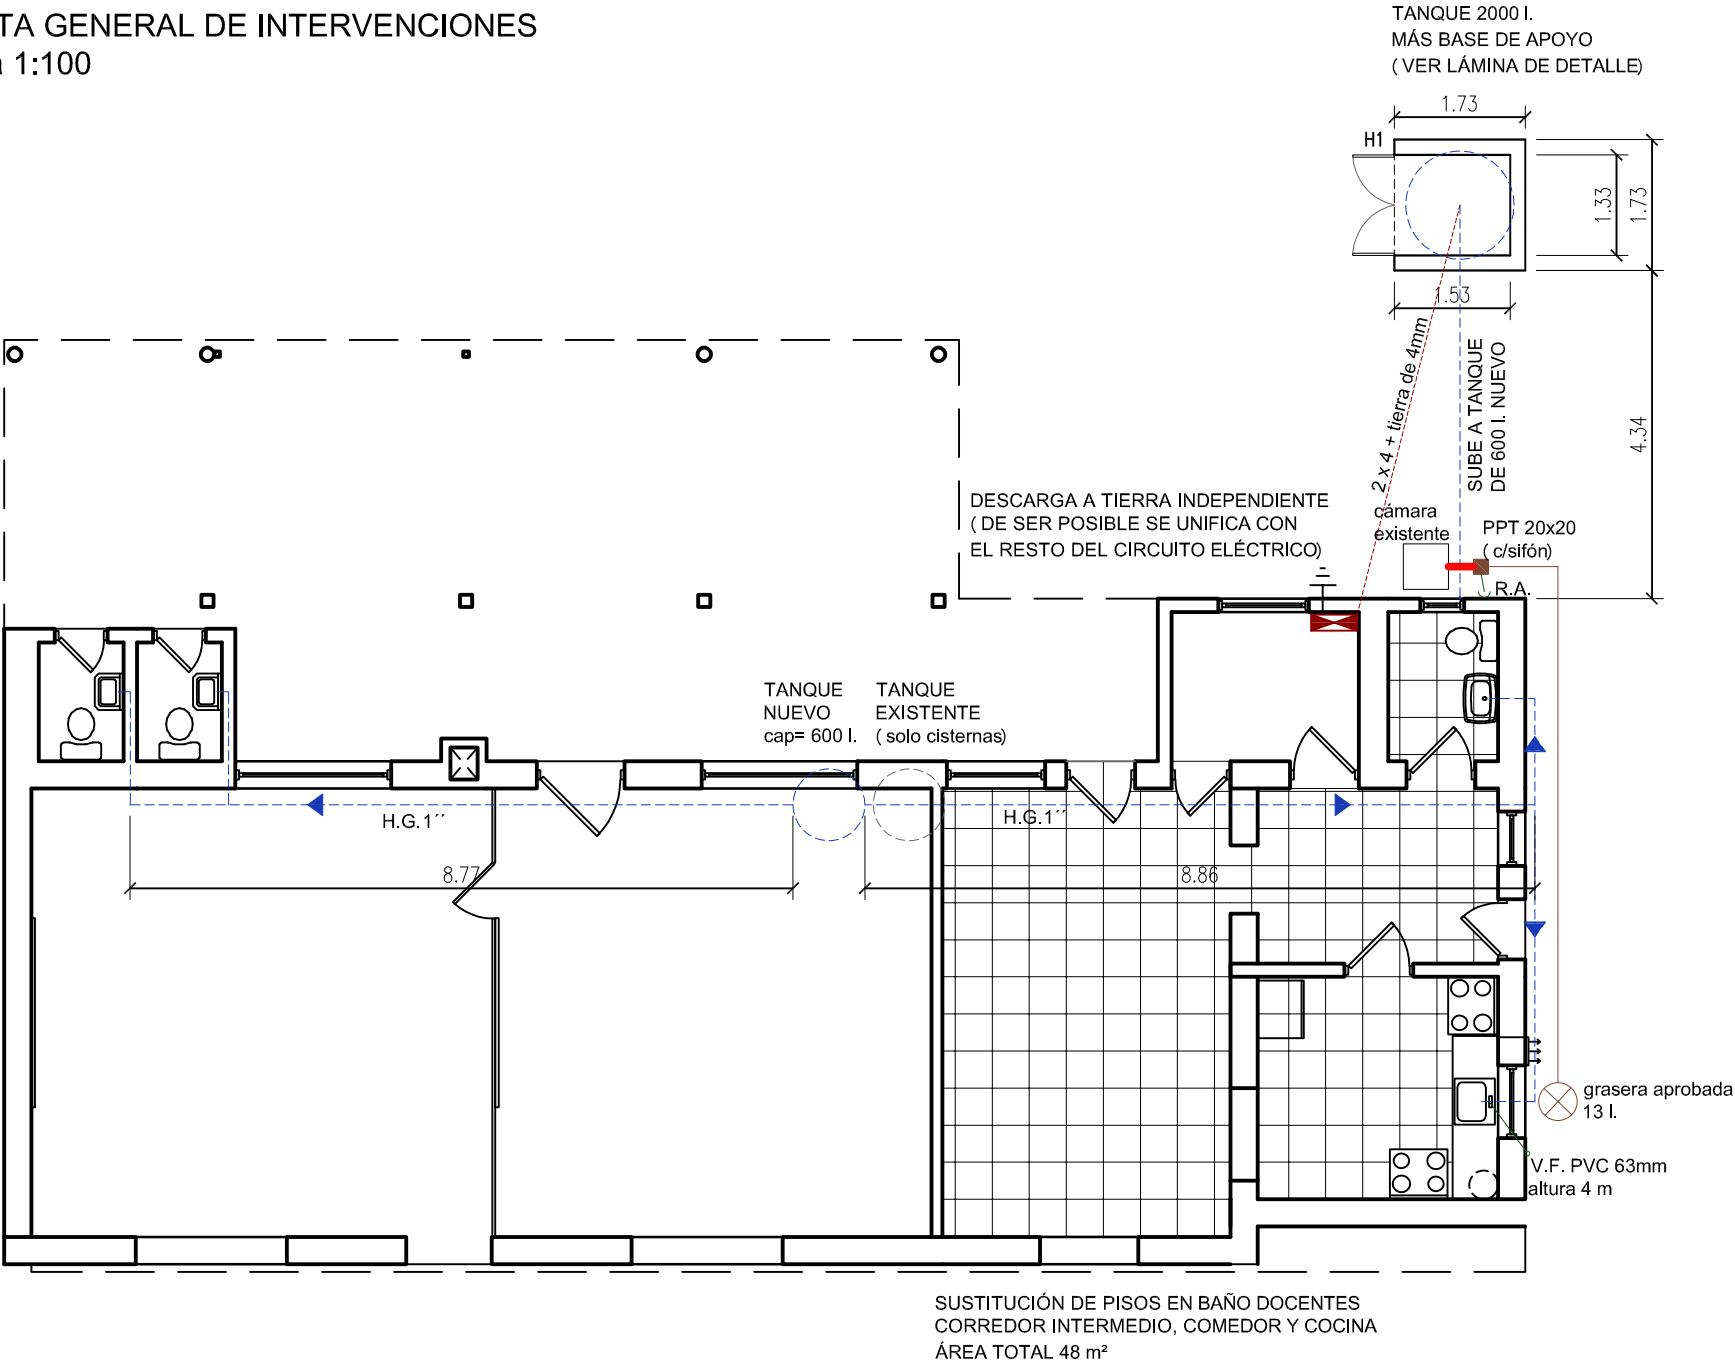 TA GENERAL DE INTERVENCIONES
a 1:100
TANQUE 2000 l.
MÁS BASE DE APOYO
( VER LÁMINA DE DETALLE)
1.73
H1
1.33
1.73
1.53
4.34
2 x 4 + tierra de 4mm
SUBE A TANQUE
DE 600 l. NUEVO
DESCARGA A TIERRA INDEPENDIENTE
( DE SER POSIBLE SE UNIFICA CON
EL RESTO DEL CIRCUITO ELÉCTRICO)
cámara
existente
PPT 20x20
( c/sifón)
R.A.
TANQUE
NUEVO
cap= 600 l.
TANQUE
EXISTENTE
( solo cisternas)
H.G.1´´
H.G.1´´
8.77
8.86
grasera aprobada
13 l.
V.F. PVC 63mm
altura 4 m
SUSTITUCIÓN DE PISOS EN BAÑO DOCENTES
CORREDOR INTERMEDIO, COMEDOR Y COCINA
ÁREA TOTAL 48 m²